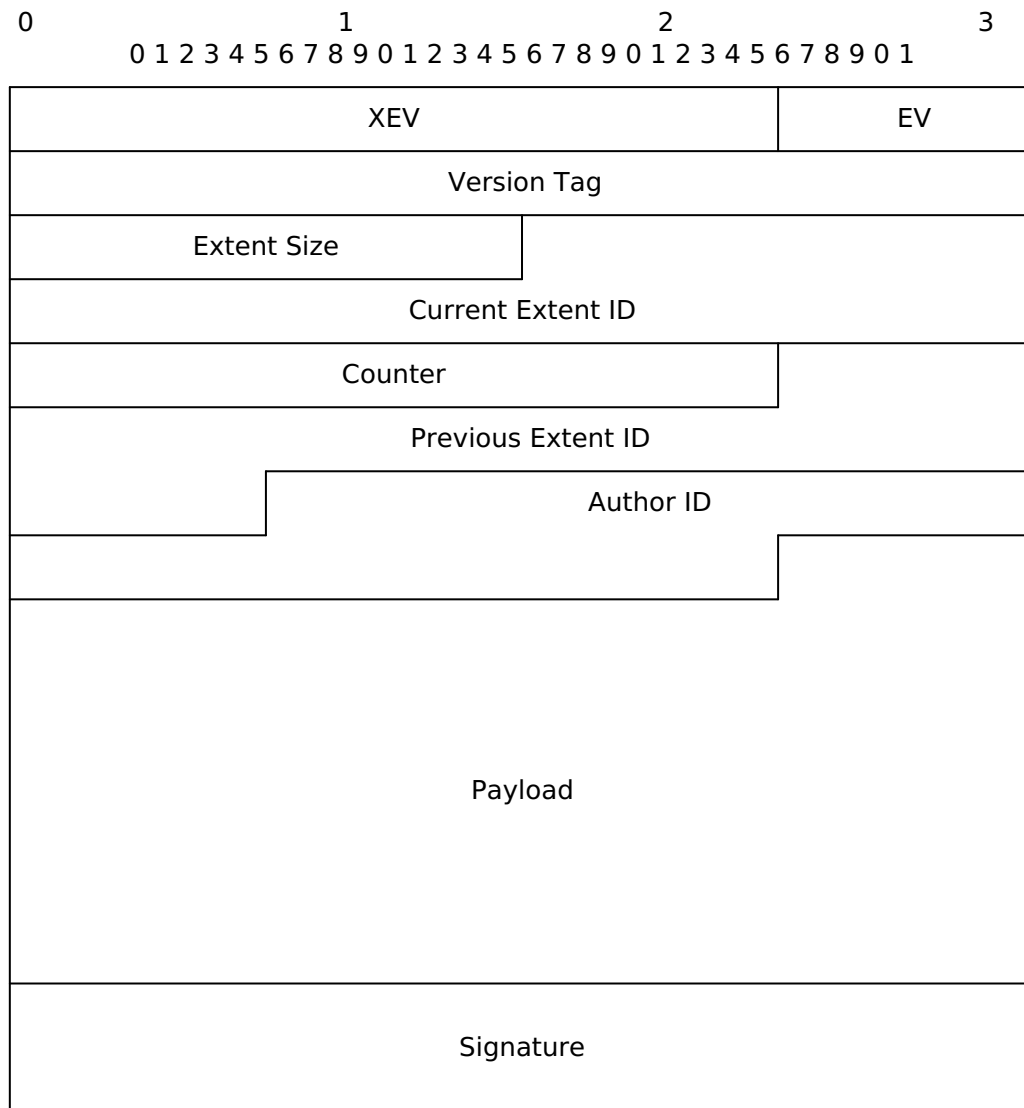 0 1 2 3
0 1 2 3 4 5 6 7 8 9 0 1 2 3 4 5 6 7 8 9 0 1 2 3 4 5 6 7 8 9 0 1
XEV EV
Version Tag
Extent Size
Current Extent ID
Counter
Previous Extent ID
Author ID
Payload
Signature